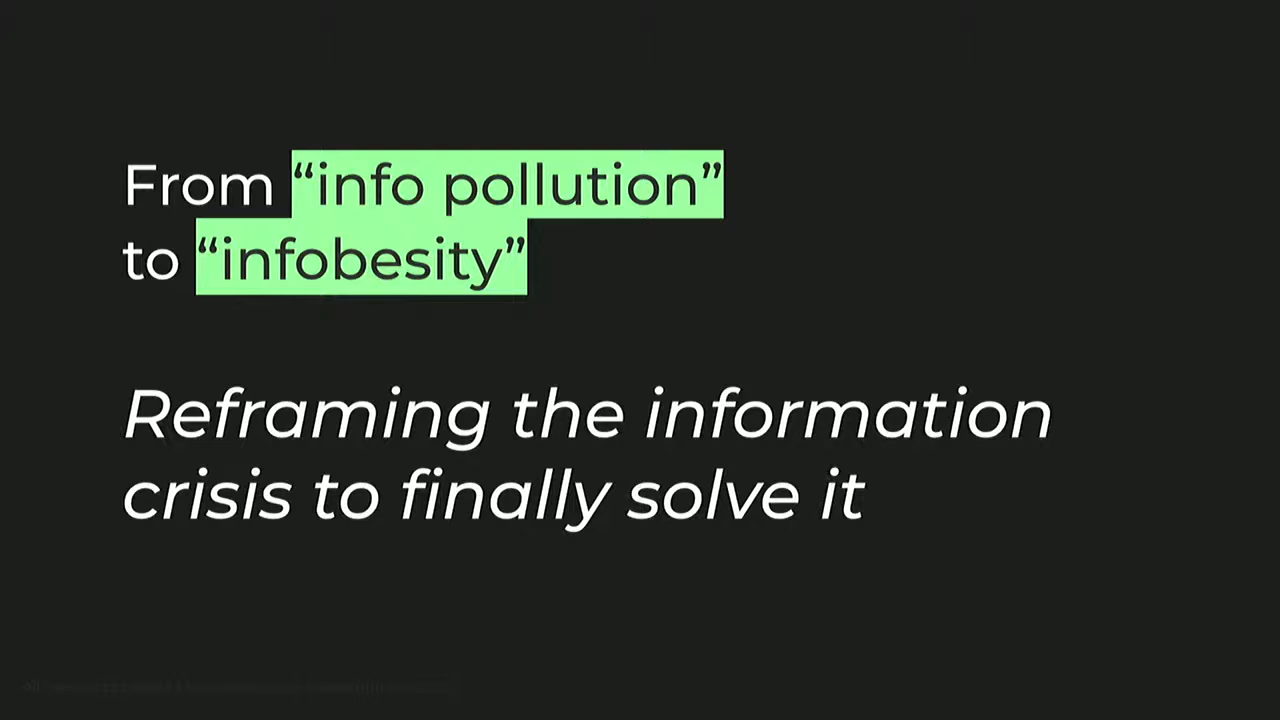 From “info pollution”
to “infobesity”
Reframing the information
crisis to finally solve it